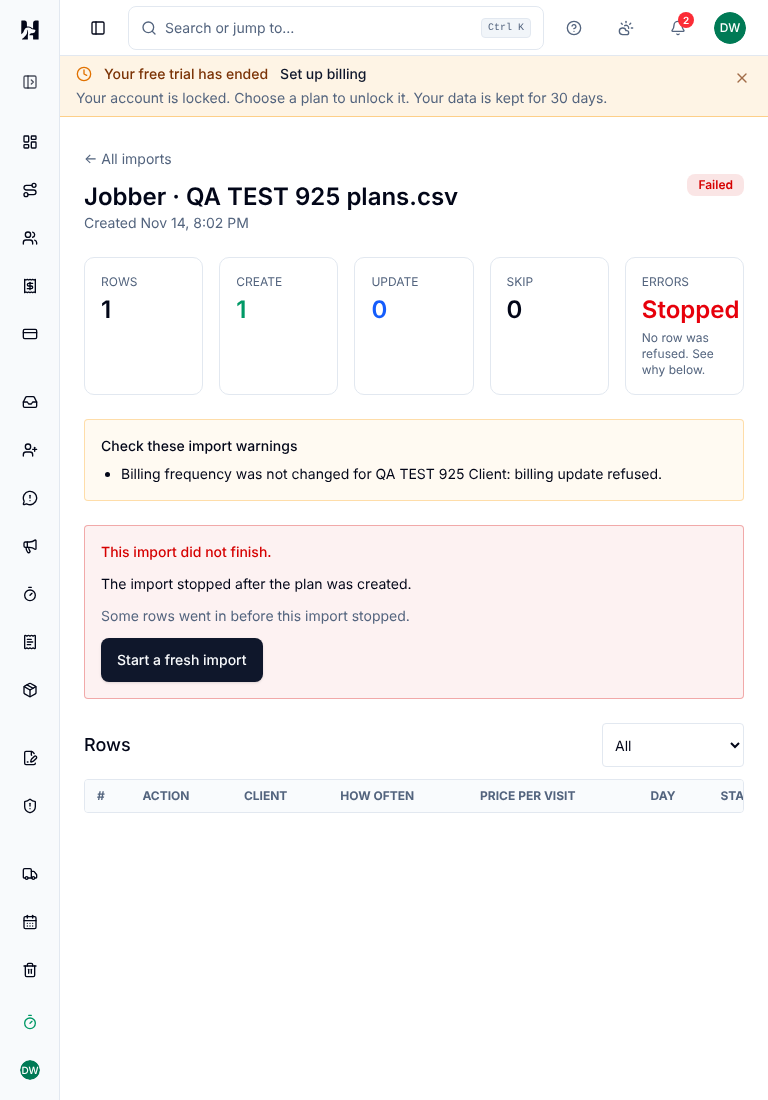 Search or jump to...
Ctrl K
2
DW
Your free trial has ended Set up billing
Your account is locked. Choose a plan to unlock it. Your data is kept for 30 days.
← All imports
Jobber · QA TEST 925 plans.csv
Failed
Created Nov 14, 8:02 PM
ROWS
1
CREATE
1
UPDATE
0
SKIP
0
ERRORS
Stopped
No row was
refused. See
why below.
Check these import warnings
• Billing frequency was not changed for QA TEST 925 Client: billing update refused.
This import did not finish.
The import stopped after the plan was created.
Some rows went in before this import stopped.
Start a fresh import
Rows
All
# ACTION CLIENT HOW OFTEN PRICE PER VISIT DAY STA
DW